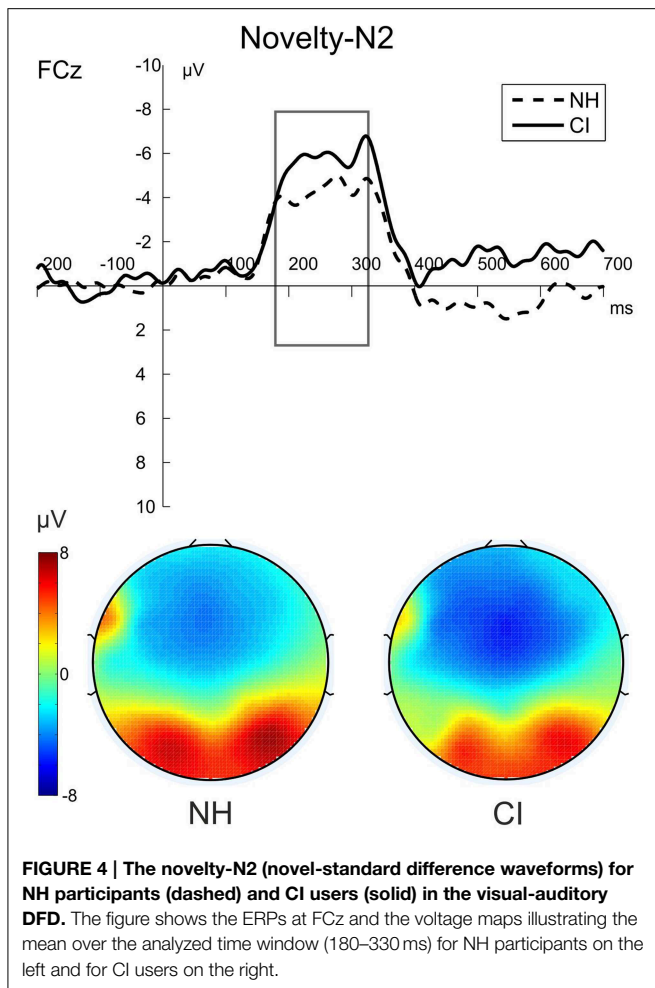 Novelty-N2
FCz
-10
µV
NH
CI
-8
-6
-4
-2
-200 -100 100 200 300 400 500 600 700
ms
2
4
6
8
10
µV
8
0
-8
NH
CI
FIGURE 4 | The novelty-N2 (novel-standard difference waveforms) for
NH participants (dashed) and CI users (solid) in the visual-auditory
DFD. The figure shows the ERPs at FCz and the voltage maps illustrating the
mean over the analyzed time window (180–330 ms) for NH participants on the
left and for CI users on the right.